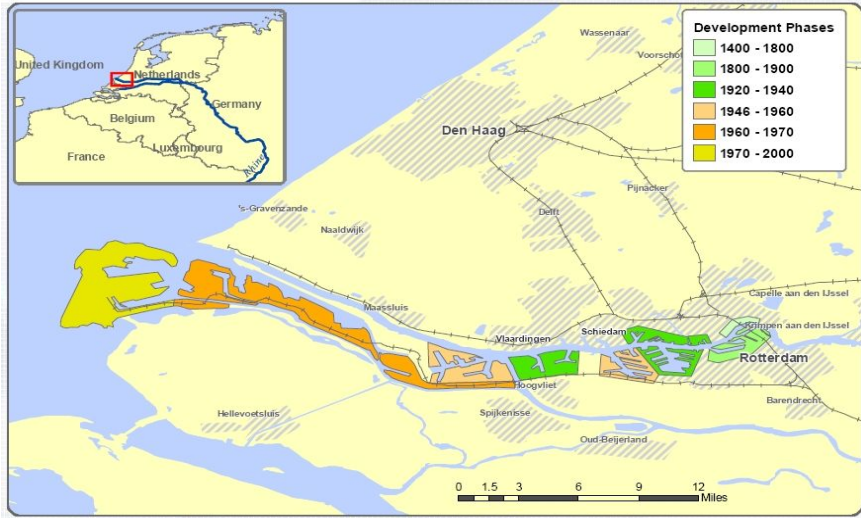 United Kingdom
Netherlands
Germany
Belgium
Luxembourg
France
Rhine
Development Phases
1400 - 1800
1800 - 1900
1920 - 1940
1946 - 1960
1960 - 1970
1970 - 2000
Wassenaar
Voorschot
Den Haag
Pijnacker
's-Gravenzande
Delft
Naaldwijk
Maassluis
Capelle aan den IJssel
Vlaardingen
Schiedam
Krimpen aan den IJssel
Rotterdam
Hoogvliet
Barendrecht
Hellevoetsluis
Spijkenisse
Oud-Beijerland
0 1.5 3 6 9 12
Miles